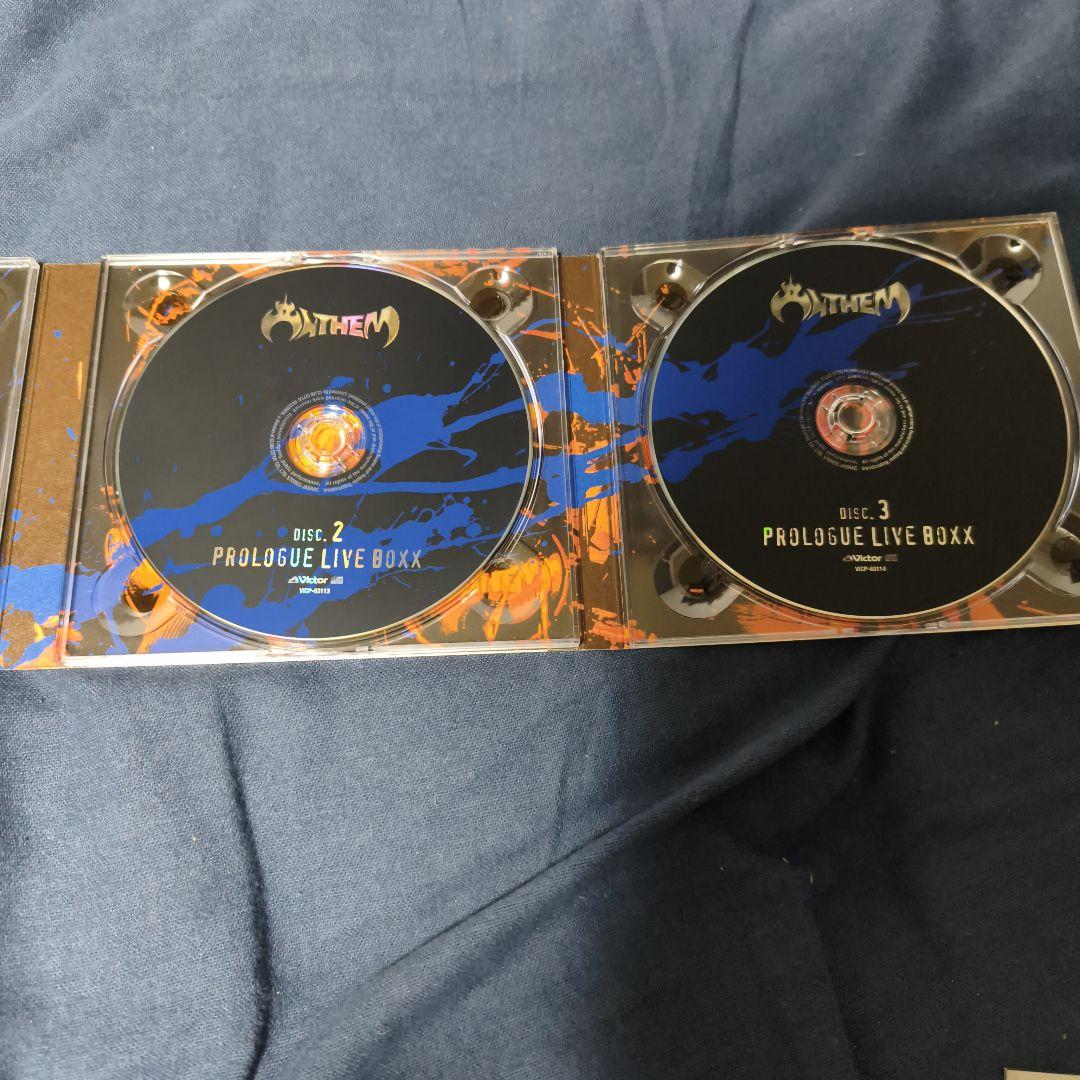 ANTHEM
DISC. 2
PROLOGUE LIVE BOXX
Victor
VICP-63113
ANTHEM
DISC. 3
PROLOGUE LIVE BOXX
Victor
VICP-63114